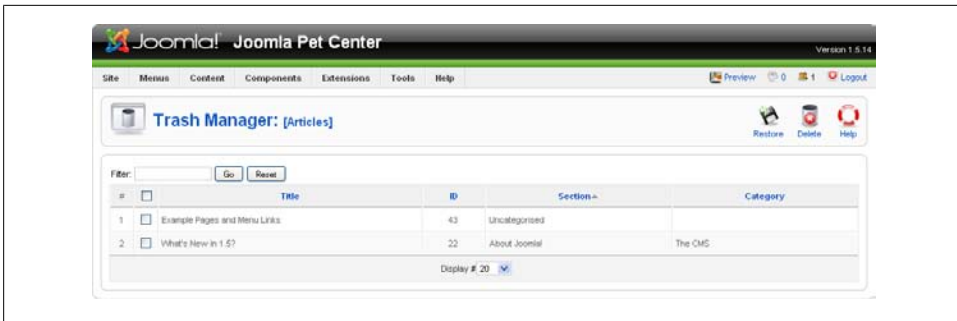 Joomla! Joomla Pet Center
Version 1.5.14
Site Menus Content Components Extensions Tools Help Preview 0 1 Logout
Trash Manager: [Articles]
Restore Delete Help
Filter: Go Reset
# Title ID Section Category
1 Example Pages and Menu Links 43 Uncategorised
2 What's New in 1.5? 22 About Joomla! The CMS
Display # 20